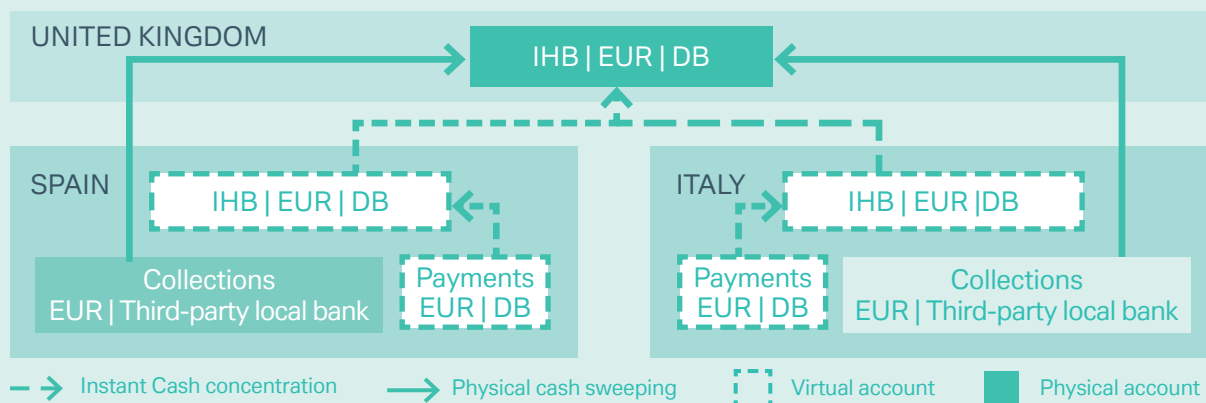 UNITED KINGDOM
IHB | EUR | DB
SPAIN
IHB | EUR | DB
Collections
EUR | Third-party local bank
Payments
EUR | DB
ITALY
IHB | EUR |DB
Payments
EUR | DB
Collections
EUR | Third-party local bank
Instant Cash concentration
Physical cash sweeping
Virtual account
Physical account